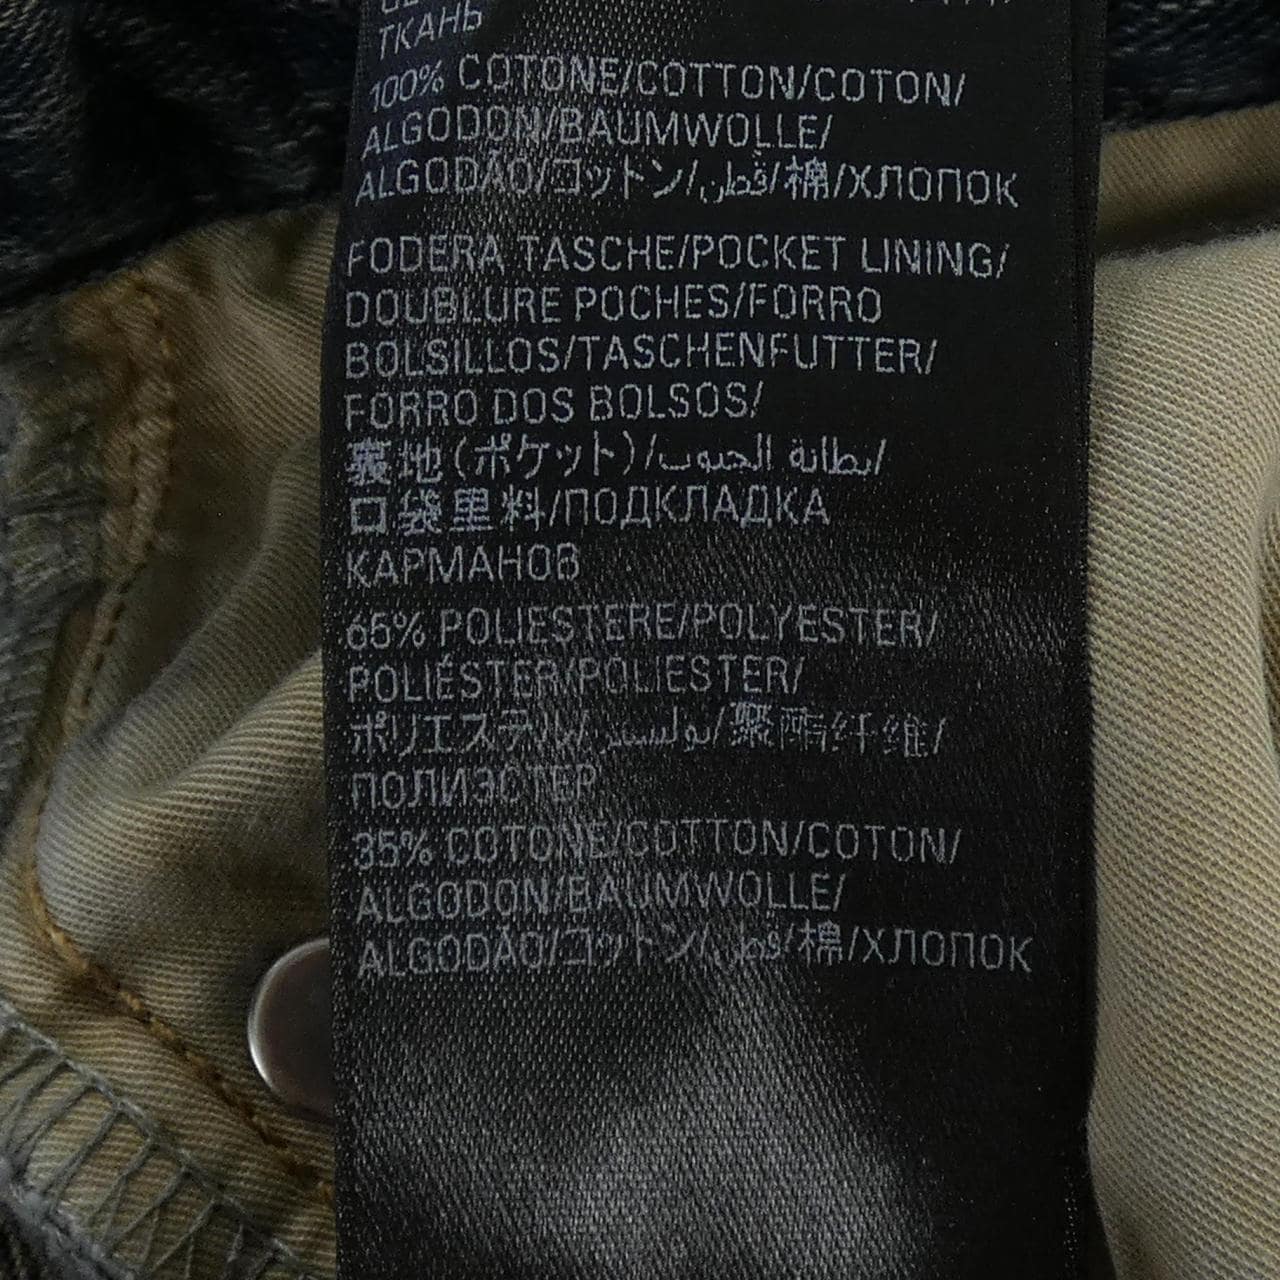 ТКАНЬ
100% COTONE/COTTON/COTON/
ALGODON/BAUMWOLLE/
ALGODÃO/コットン/قطن/棉/ХЛОПОК
FODERA TASCHE/POCKET LINING/
DOUBLURE POCHES/FORRO
BOLSILLOS/TASCHENFUTTER/
FORRO DOS BOLSOS/
裏地(ポケット)/بطانة الجيوب/
口袋里料/ПОДКЛАДКА
КАРМАНОВ
65% POLIESTERE/POLYESTER/
POLIÉSTER/POLIESTER/
ポリエステル/بوليستر/聚酯纤维/
ПОЛИЭСТЕР
35% COTONE/COTTON/COTON/
ALGODON/BAUMWOLLE/
ALGODÃO/コットン/قطن/棉/ХЛОПОК